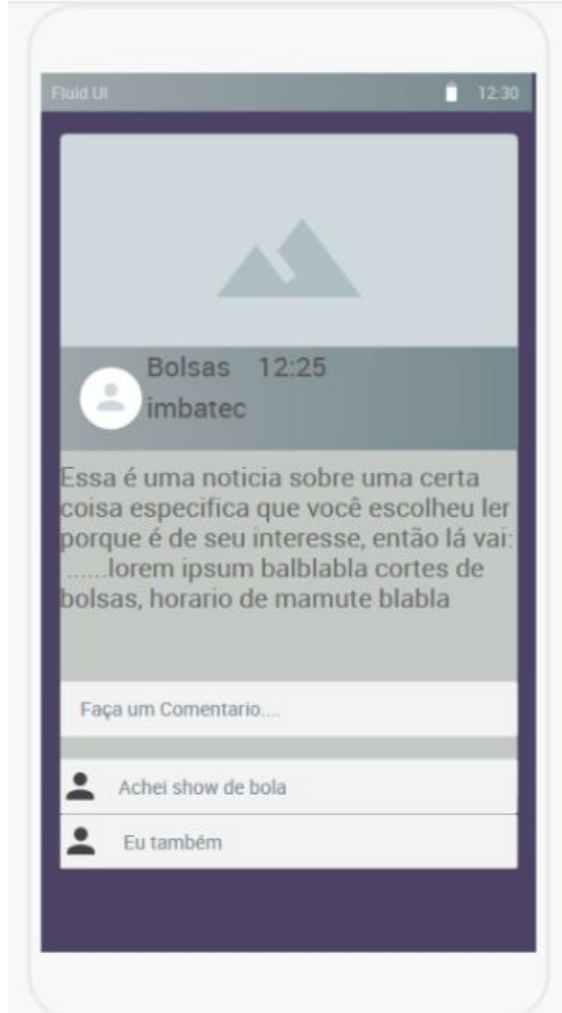 Fluid UI 12:30
Bolsas 12:25
imbatec
Essa é uma noticia sobre uma certa
coisa especifica que você escolheu ler
porque é de seu interesse, então lá vai:
......lorem ipsum balblabla cortes de
bolsas, horario de mamute blabla
Faça um Comentario....
Achei show de bola
Eu também